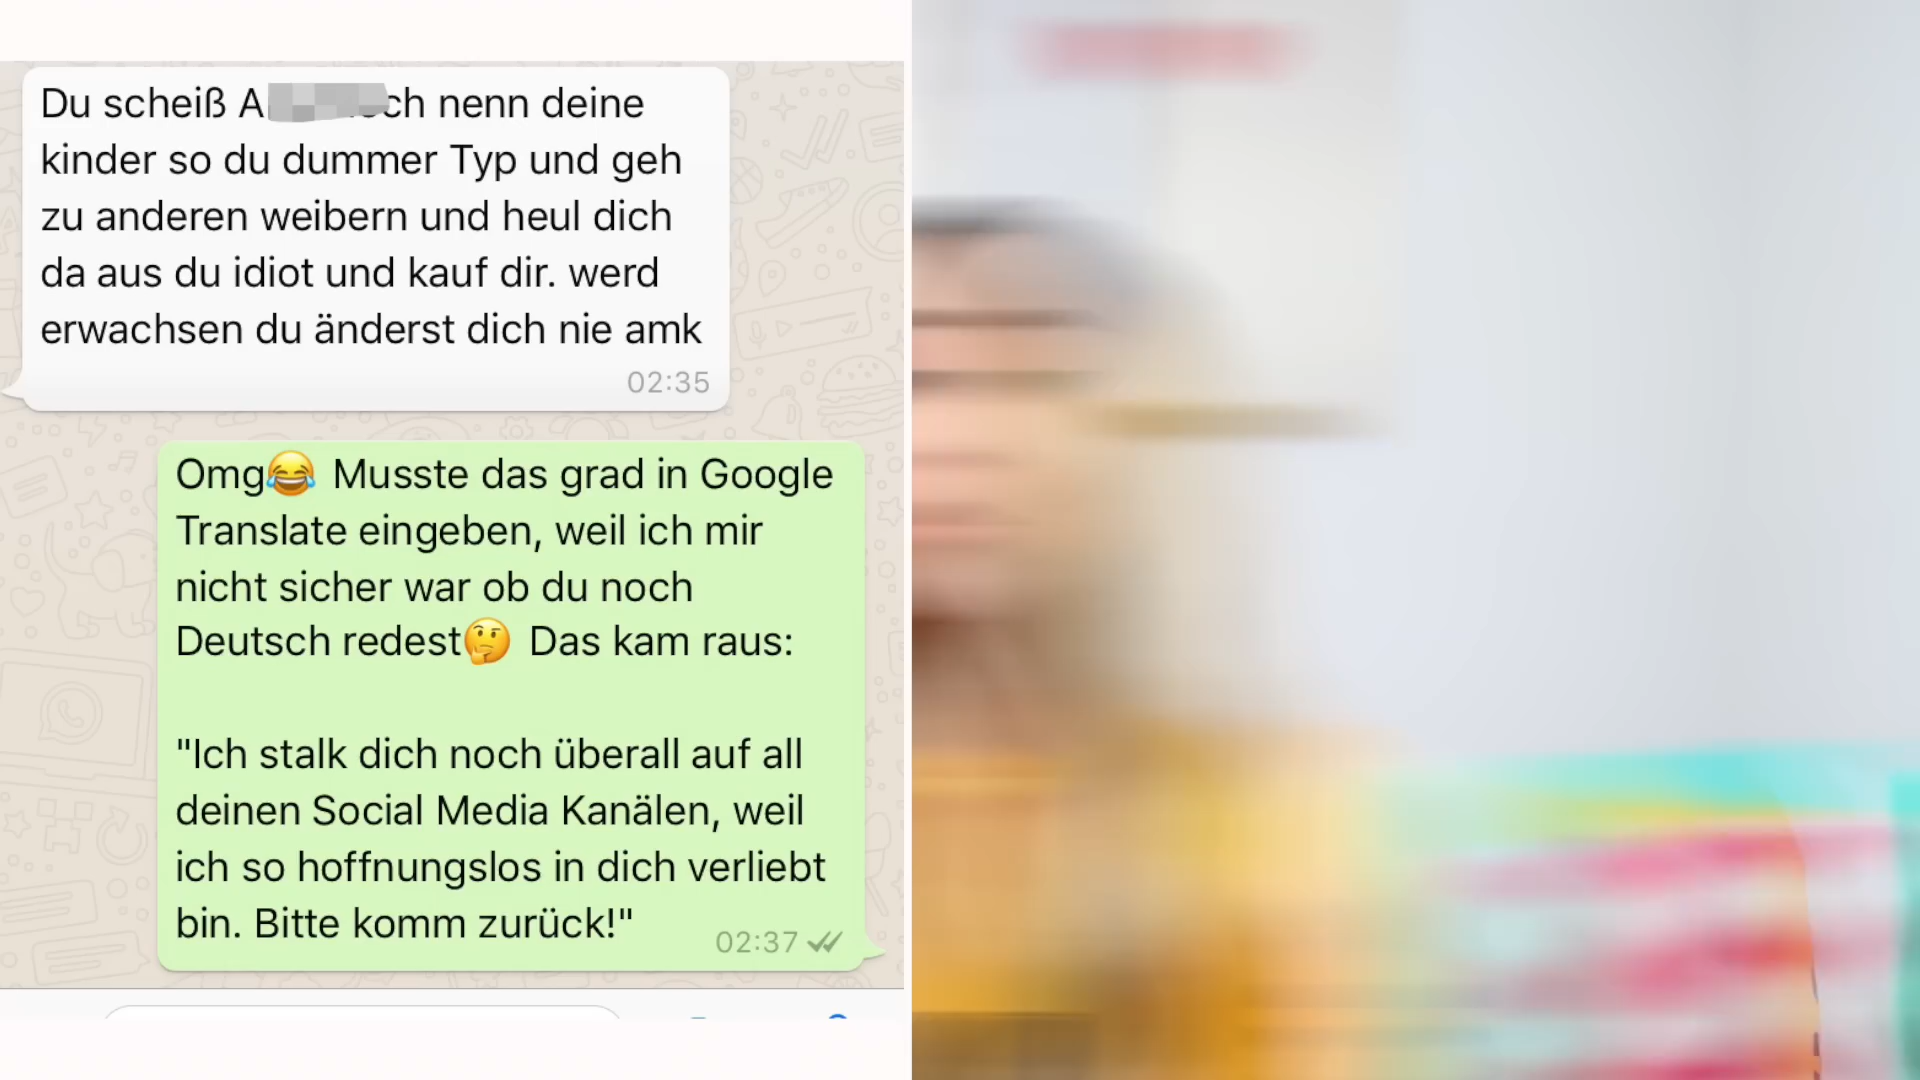 Du scheiß A ch nenn deine
kinder so du dummer Typ und geh
zu anderen weibern und heul dich
da aus du idiot und kauf dir. werd
erwachsen du änderst dich nie amk
02:35
Omg😂 Musste das grad in Google
Translate eingeben, weil ich mir
nicht sicher war ob du noch
Deutsch redest🤔 Das kam raus:
"Ich stalk dich noch überall auf all
deinen Social Media Kanälen, weil
ich so hoffnungslos in dich verliebt
bin. Bitte komm zurück!"
02:37